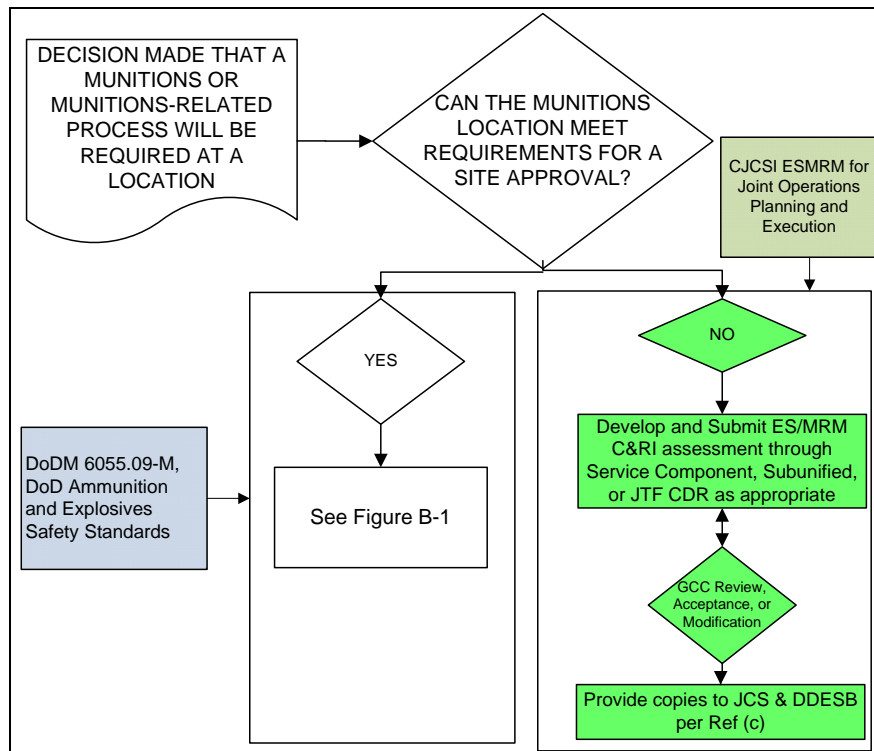 DECISION MADE THAT A
MUNITIONS OR
MUNITIONS-RELATED
PROCESS WILL BE
REQUIRED AT A
LOCATION
CAN THE MUNITIONS
LOCATION MEET
REQUIREMENTS FOR A
SITE APPROVAL?
CJCSI ESMRM for
Joint Operations
Planning and
Execution
YES
NO
DoDM 6055.09-M,
DoD Ammunition
and Explosives
Safety Standards
See Figure B-1
Develop and Submit ES/MRM
C&RI assessment through
Service Component, Subunified,
or JTF CDR as appropriate
GCC Review,
Acceptance, or
Modification
Provide copies to JCS & DDESB
per Ref (c)